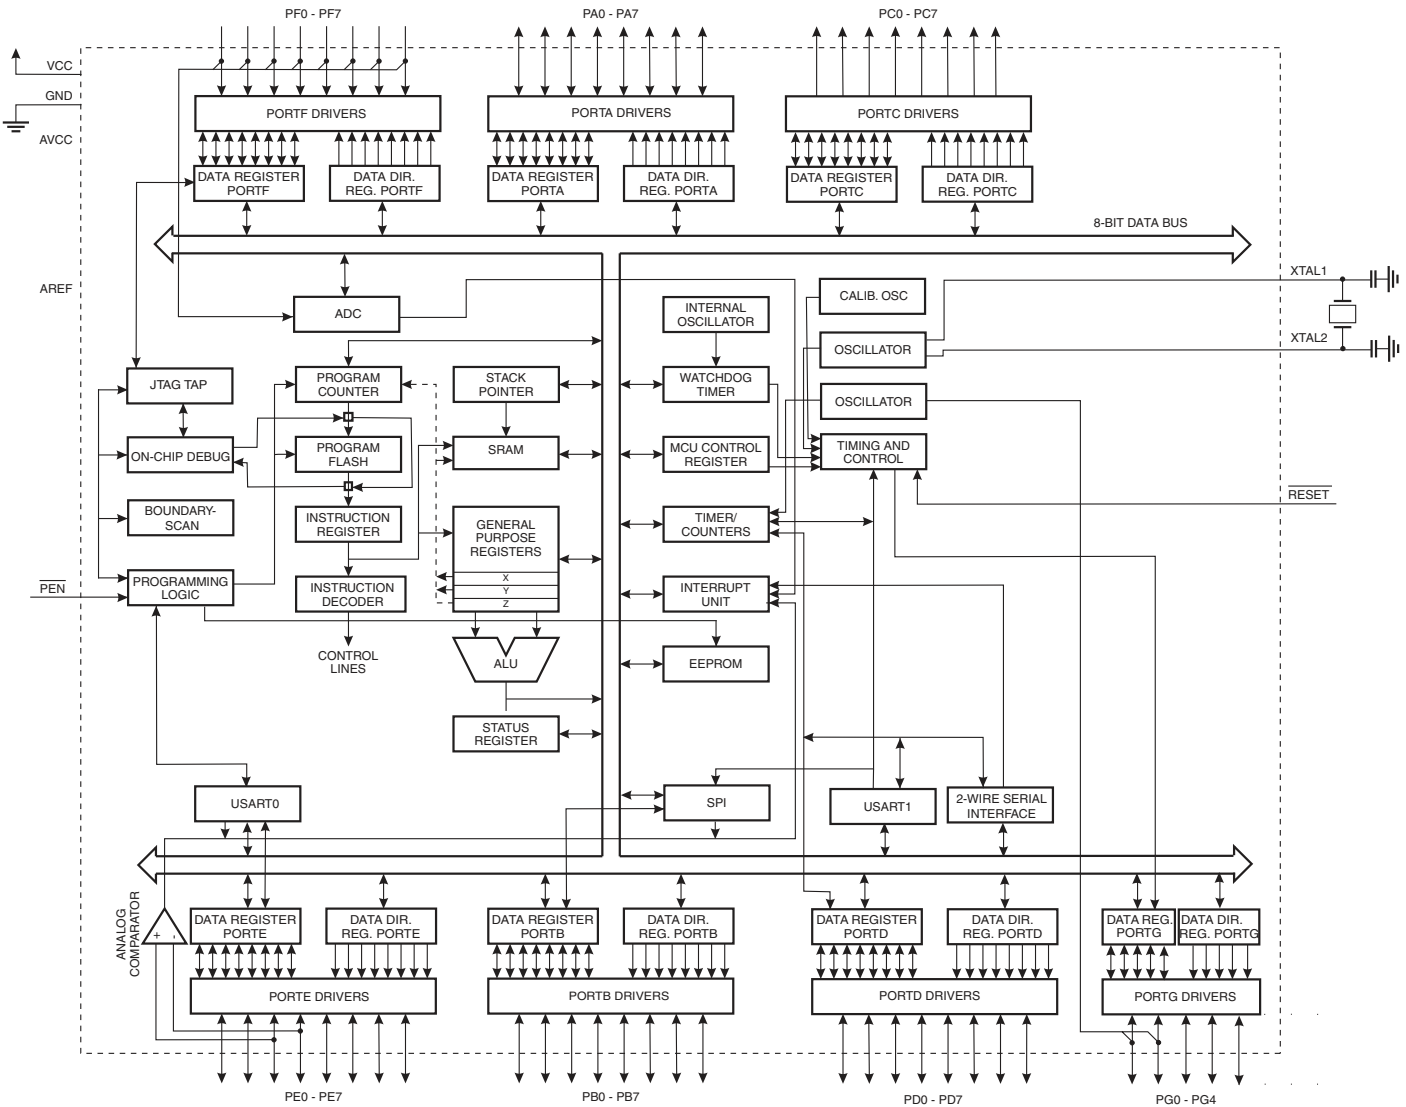 PF0 - PF7
PA0 - PA7
PC0 - PC7
VCC
GND
AVCC
AREF
PORTF DRIVERS
PORTA DRIVERS
PORTC DRIVERS
DATA REGISTER
PORTF
DATA DIR.
REG. PORTF
DATA REGISTER
PORTA
DATA DIR.
REG. PORTA
DATA REGISTER
PORTC
DATA DIR.
REG. PORTC
8-BIT DATA BUS
XTAL1
XTAL2
RESET
ADC
INTERNAL
OSCILLATOR
CALIB. OSC
OSCILLATOR
JTAG TAP
PROGRAM
COUNTER
STACK
POINTER
WATCHDOG
TIMER
OSCILLATOR
ON-CHIP DEBUG
PROGRAM
FLASH
SRAM
MCU CONTROL
REGISTER
TIMING AND
CONTROL
BOUNDARY-
SCAN
INSTRUCTION
REGISTER
GENERAL
PURPOSE
REGISTERS
X
Y
Z
TIMER/
COUNTERS
PEN
PROGRAMMING
LOGIC
INSTRUCTION
DECODER
INTERRUPT
UNIT
CONTROL
LINES
ALU
EEPROM
STATUS
REGISTER
USART0
SPI
USART1
2-WIRE SERIAL
INTERFACE
ANALOG
COMPARATOR
+
-
DATA REGISTER
PORTE
DATA DIR.
REG. PORTE
DATA REGISTER
PORTB
DATA DIR.
REG. PORTB
DATA REGISTER
PORTD
DATA DIR.
REG. PORTD
DATA REG.
PORTG
DATA DIR.
REG. PORTG
PORTE DRIVERS
PORTB DRIVERS
PORTD DRIVERS
PORTG DRIVERS
PE0 - PE7
PB0 - PB7
PD0 - PD7
PG0 - PG4